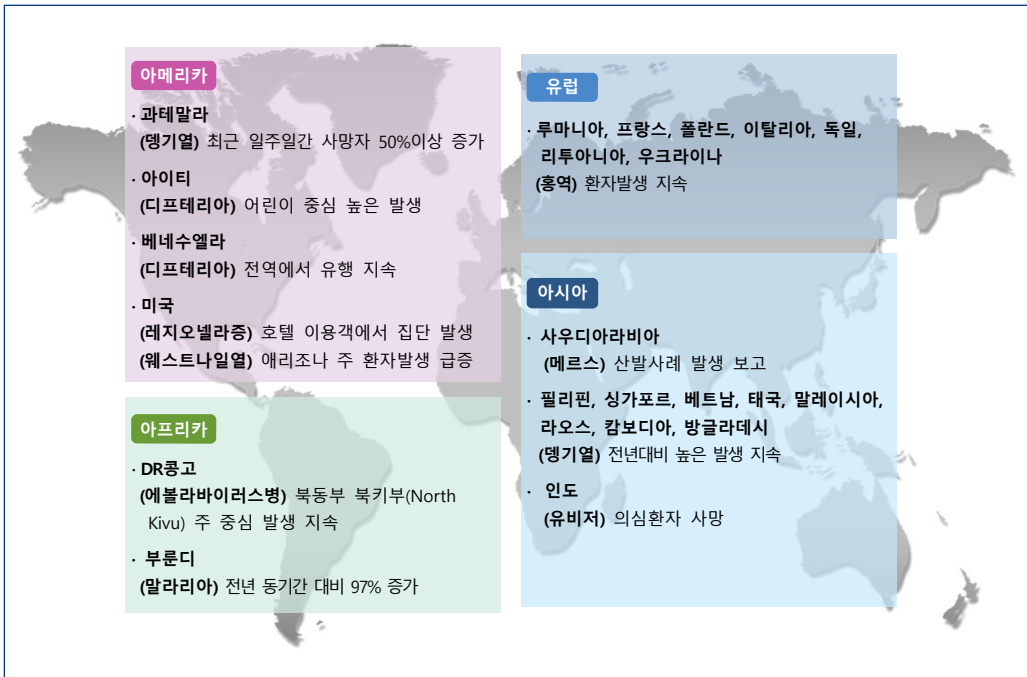 아메리카
· 과테말라
(뎅기열) 최근 일주일간 사망자 50%이상 증가
· 아이티
(디프테리아) 어린이 중심 높은 발생
· 베네수엘라
(디프테리아) 전역에서 유행 지속
· 미국
(레지오넬라증) 호텔 이용객에서 집단 발생
(웨스트나일열) 애리조나 주 환자발생 급증
아프리카
· DR콩고
(에볼라바이러스병) 북동부 북키부(North
Kivu) 주 중심 발생 지속
· 부룬디
(말라리아) 전년 동기간 대비 97% 증가
유럽
· 루마니아, 프랑스, 폴란드, 이탈리아, 독일,
리투아니아, 우크라이나
(홍역) 환자발생 지속
아시아
· 사우디아라비아
(메르스) 산발사례 발생 보고
· 필리핀, 싱가포르, 베트남, 태국, 말레이시아,
라오스, 캄보디아, 방글라데시
(뎅기열) 전년대비 높은 발생 지속
· 인도
(유비저) 의심환자 사망